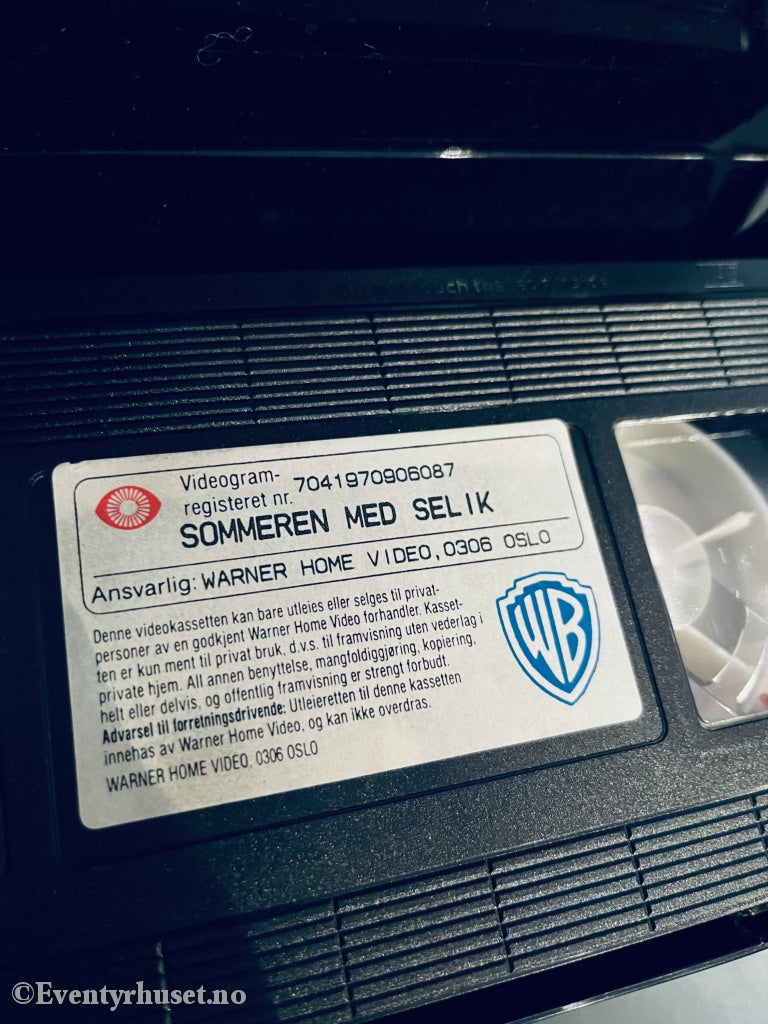 Videogram-
registeret nr. 7041970906087
SOMMEREN MED SELIK
Ansvarlig: WARNER HOME VIDEO,0306 OSLO
Denne videokassetten kan bare utleies eller selges til privat-
personer av en godkjent Warner Home Video forhandler. Kasset-
ten er kun ment til privat bruk, d.v.s. til framvisning uten vederlag i
private hjem. All annen benyttelse, mangfoldiggjøring, kopiering,
helt eller delvis, og offentlig framvisning er strengt forbudt.
Advarsel til forretningsdrivende: Utleieretten til denne kassetten
innehas av Warner Home Video, og kan ikke overdras.
WARNER HOME VIDEO, 0306 OSLO
WB
©Eventyrhuset.no